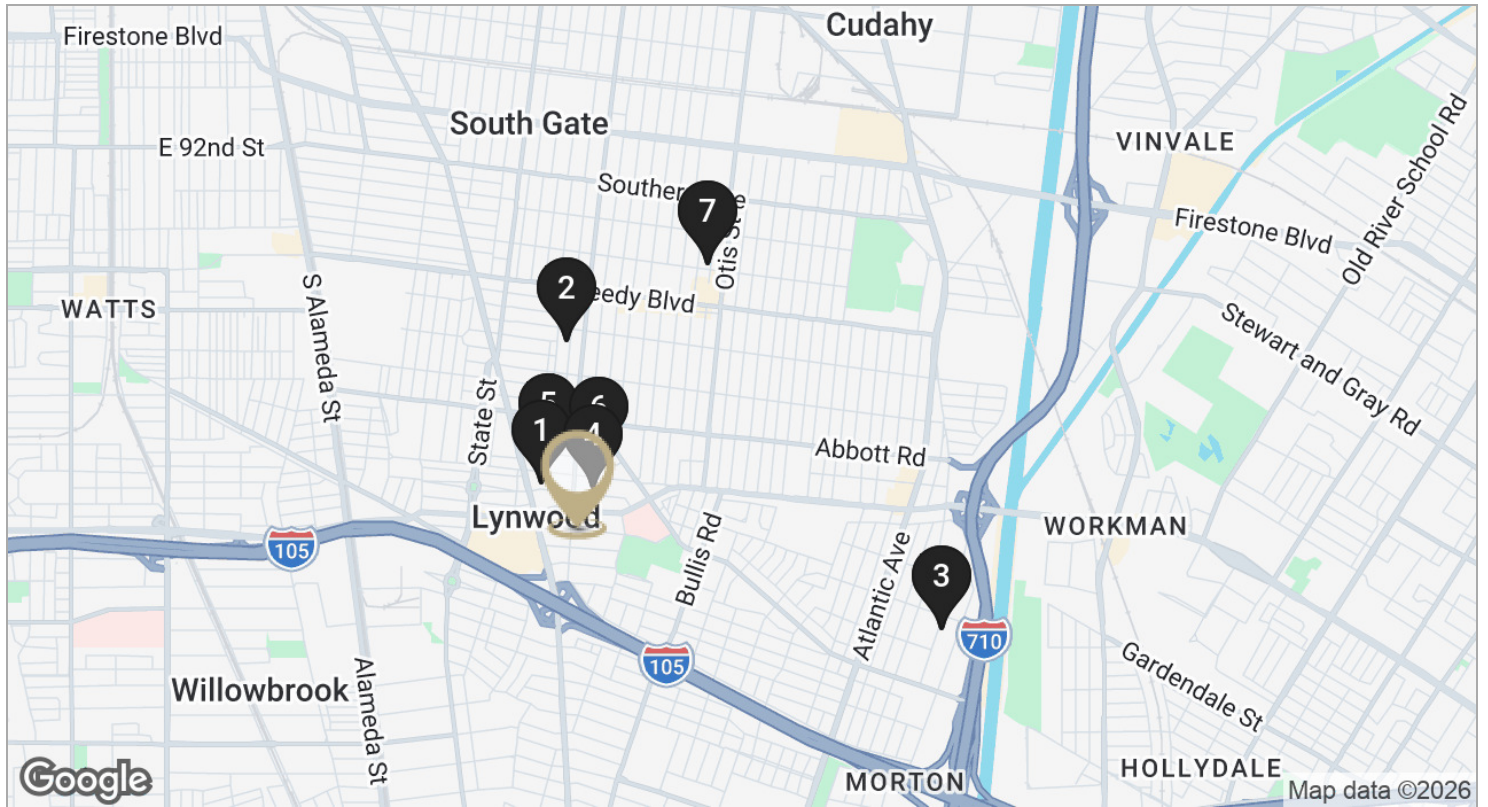 Cudahy
Firestone Blvd
South Gate
E 92nd St
VINVALE
Old River School Rd
7
Firestone Blvd
Otis St
2
WATTS
S Alameda St
Stewart and Gray Rd
State St
5
6
1
4
Abbott Rd
Lynwood
WORKMAN
105
Bullis Rd
Atlantic Ave
3
710
105
Alameda St
Willowbrook
Gardendale St
Google
MORTON
HOLLYDALE
Map data ©2026